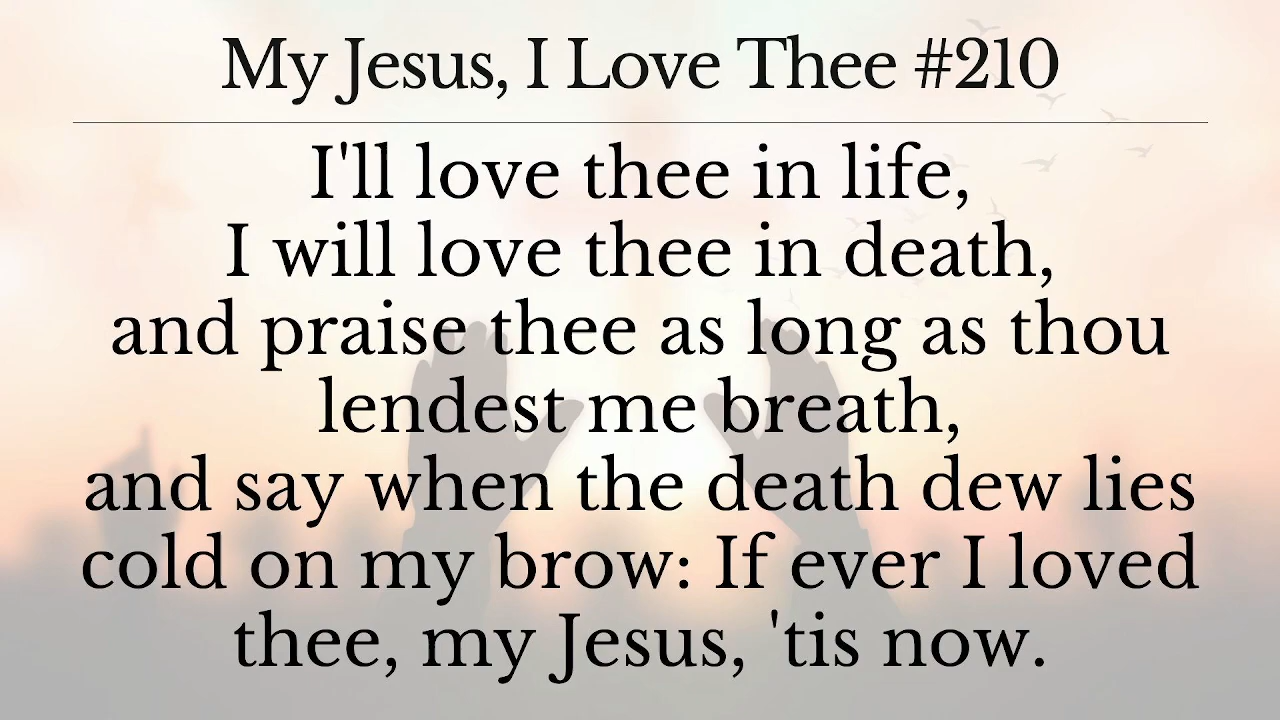 My Jesus, I Love Thee #210
I'll love thee in life,
I will love thee in death,
and praise thee as long as thou
lendest me breath,
and say when the death dew lies
cold on my brow: If ever I loved
thee, my Jesus, 'tis now.